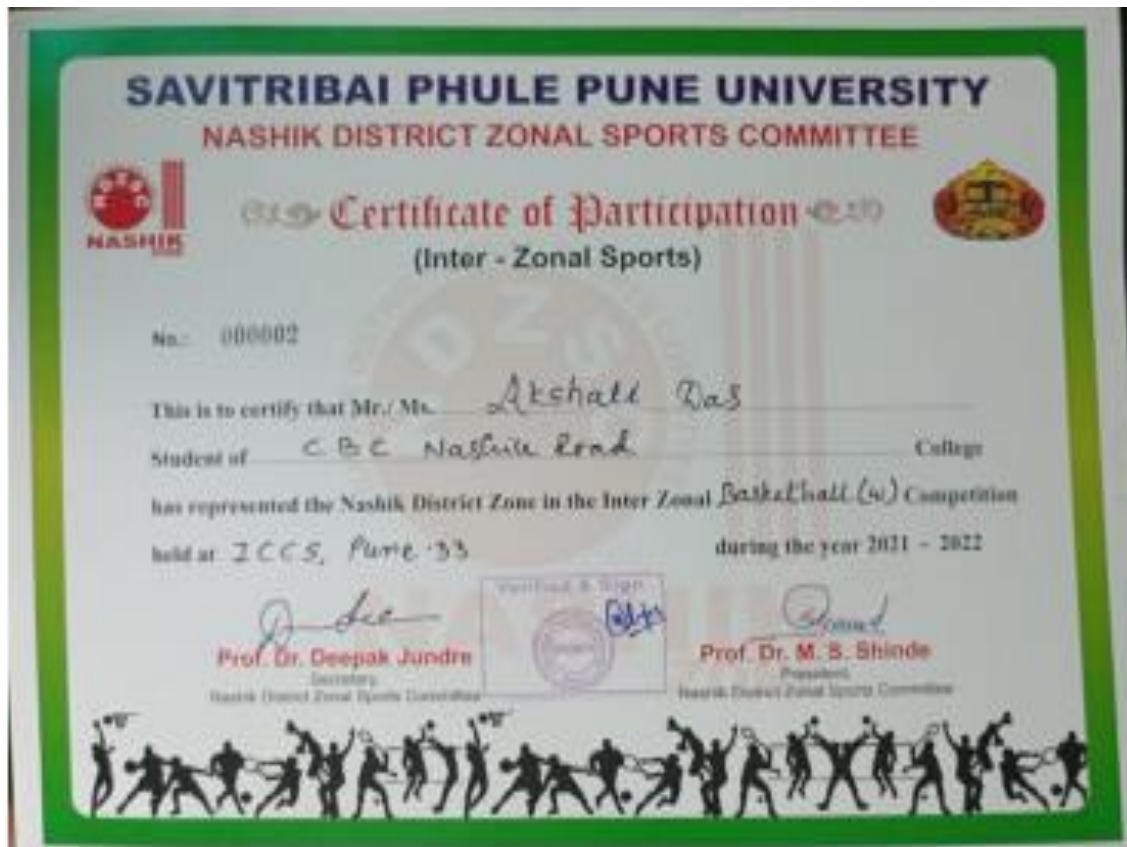 SAVITRIBAI PHULE PUNE UNIVERSITY
NASHIK DISTRICT ZONAL SPORTS COMMITTEE
NDZSC
NASHIK
Certificate of Participation
(Inter - Zonal Sports)
No.: 000002
This is to certify that Mr./ Ms. Das
Student of CBC Nashik Road College
has represented the Nashik District Zone in the Inter Zonal Basketball (W) Competition
held at ICCS, Pune-33 during the year 2021 - 2022
Verified & Sign
Prof. Dr. Deepak Jundre Prof. Dr. M. S. Shinde
Secretary, President,
Nashik District Zonal Sports Committee Nashik District Zonal Sports Committee